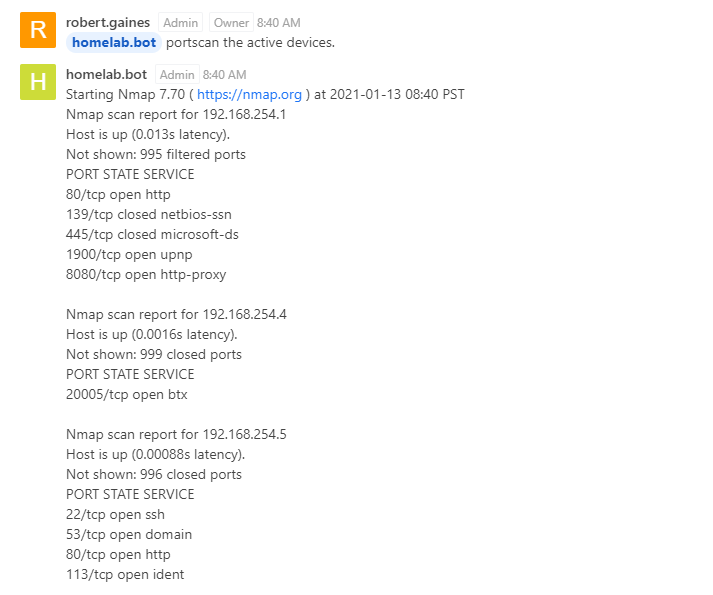 R
robert.gaines Admin Owner 8:40 AM
homelab.bot portscan the active devices.
H
homelab.bot Admin 8:40 AM
Starting Nmap 7.70 ( https://nmap.org ) at 2021-01-13 08:40 PST
Nmap scan report for 192.168.254.1
Host is up (0.013s latency).
Not shown: 995 filtered ports
PORT STATE SERVICE
80/tcp open http
139/tcp closed netbios-ssn
445/tcp closed microsoft-ds
1900/tcp open upnp
8080/tcp open http-proxy
Nmap scan report for 192.168.254.4
Host is up (0.0016s latency).
Not shown: 999 closed ports
PORT STATE SERVICE
20005/tcp open btx
Nmap scan report for 192.168.254.5
Host is up (0.00088s latency).
Not shown: 996 closed ports
PORT STATE SERVICE
22/tcp open ssh
53/tcp open domain
80/tcp open http
113/tcp open ident